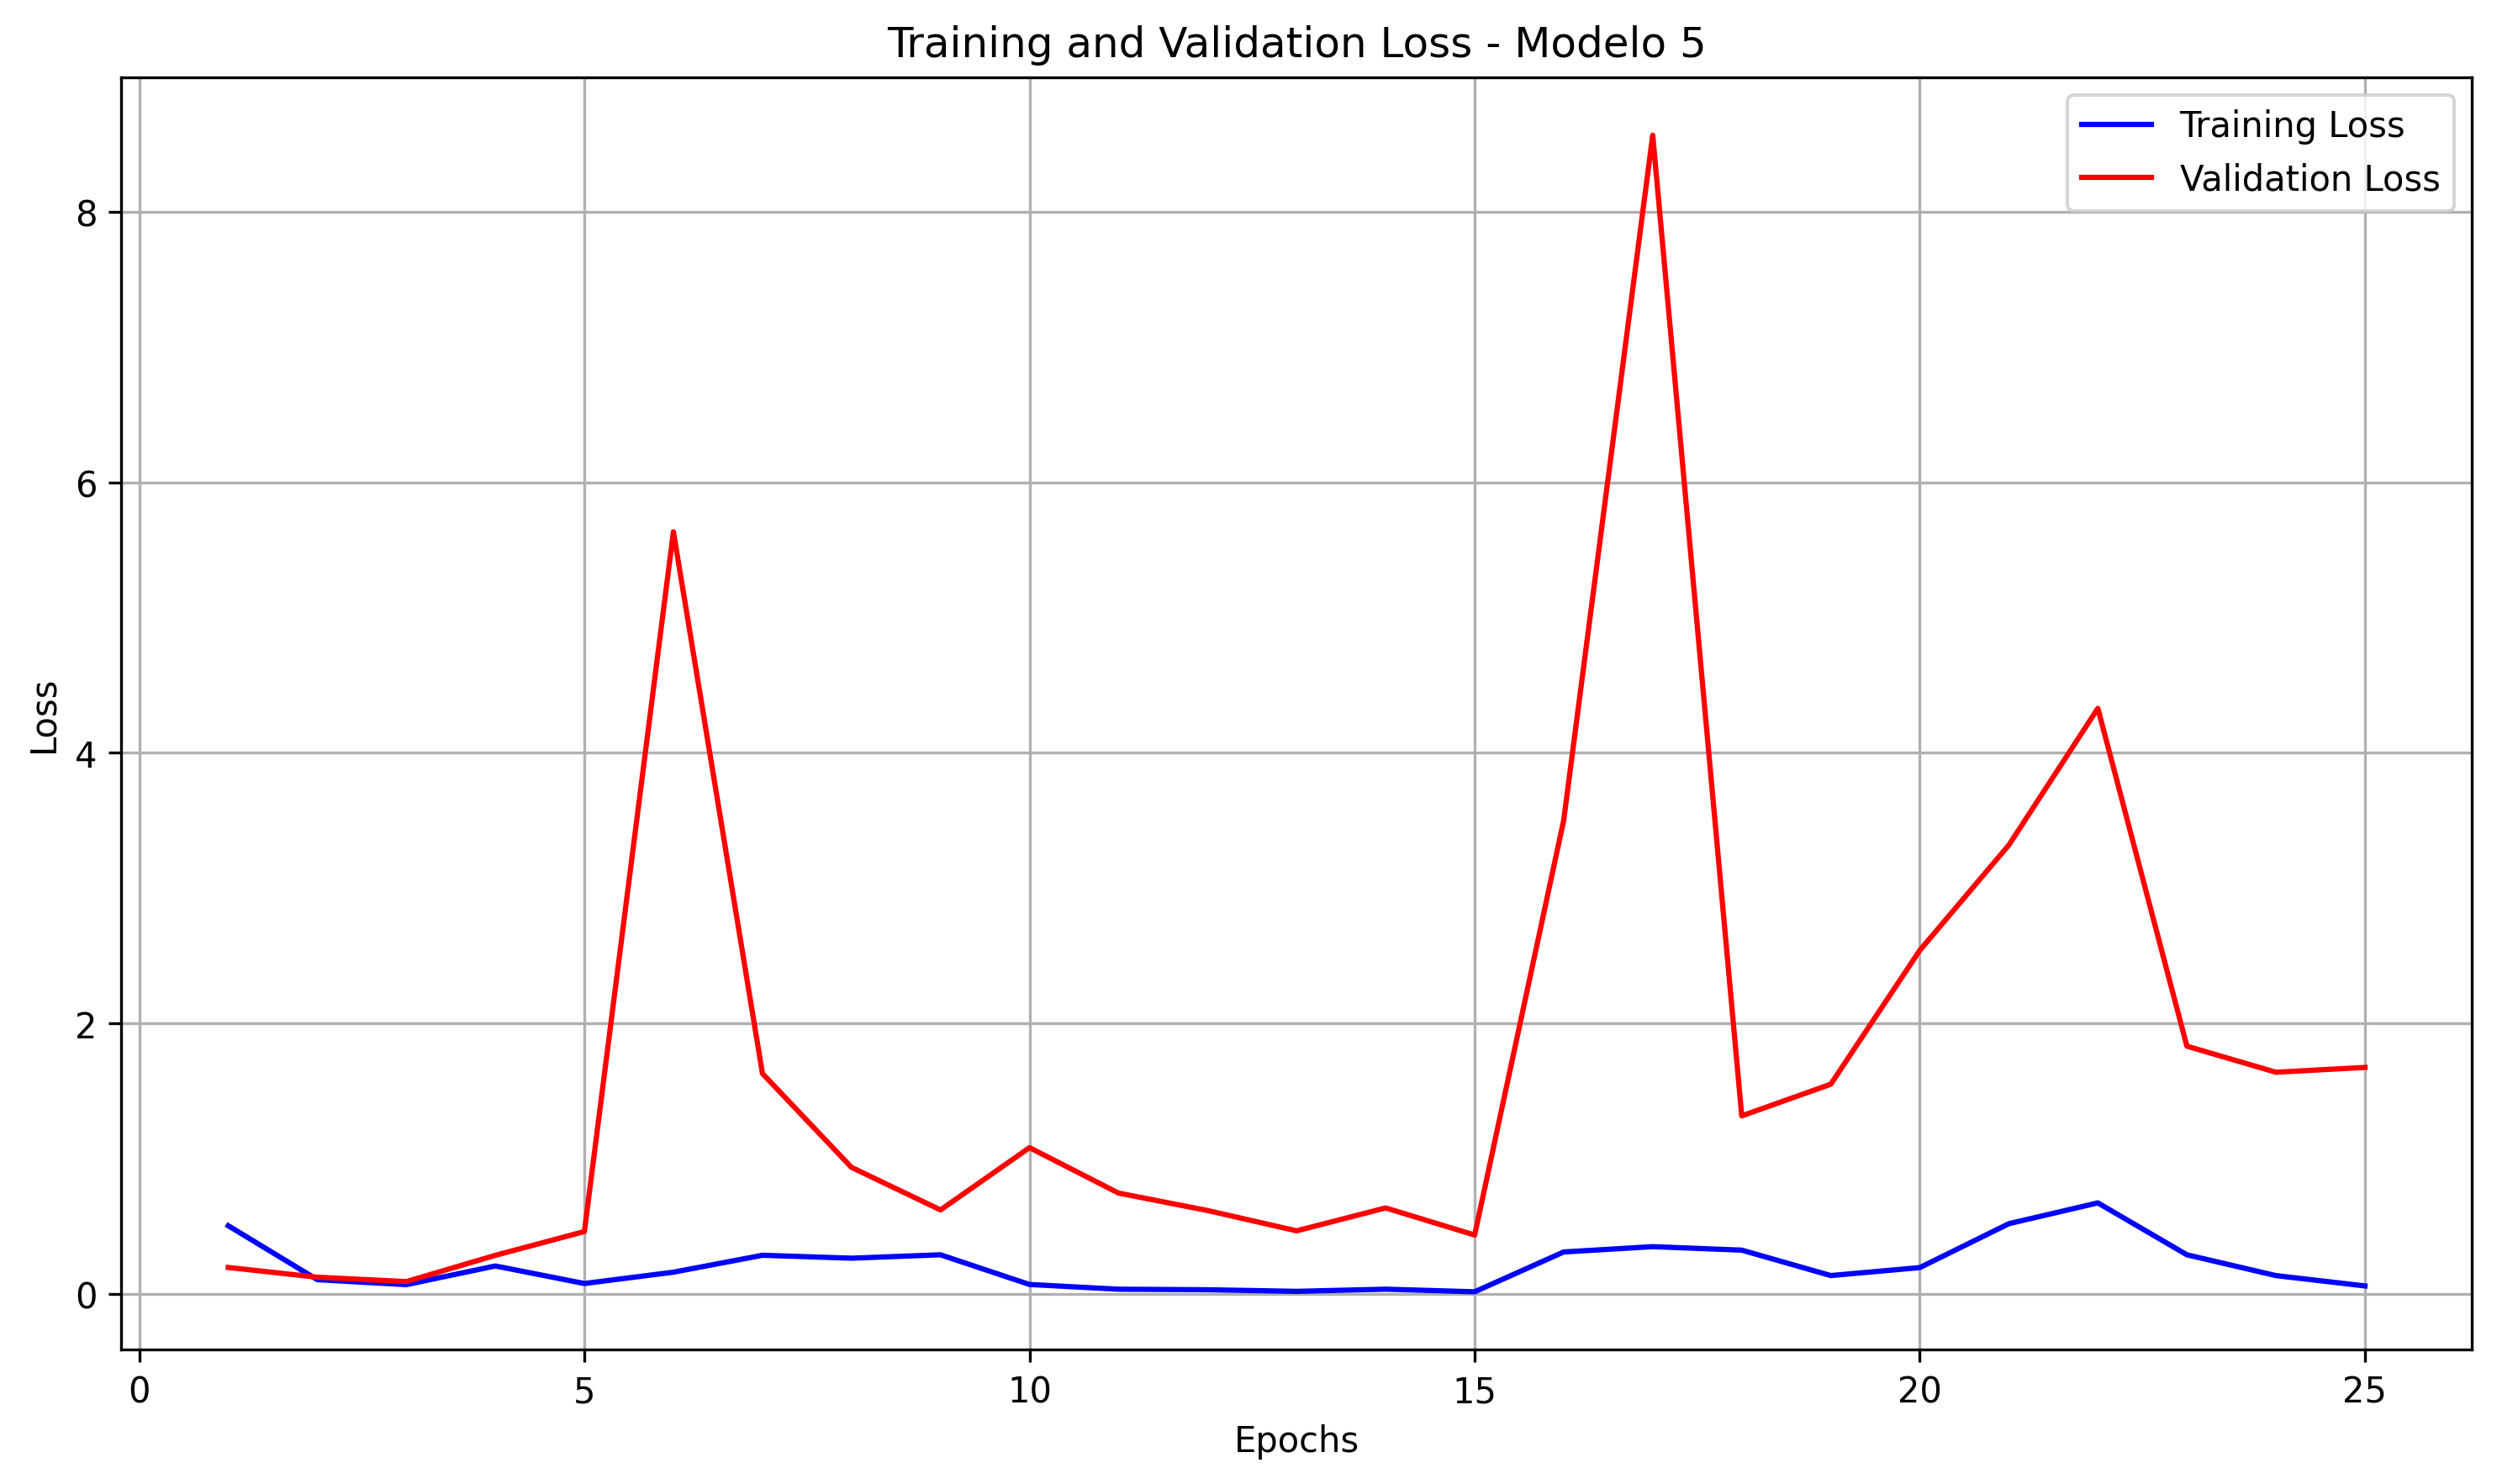 Training and Validation Loss - Modelo 5
Training Loss
Validation Loss
8
6
4
2
0
Loss
0 5 10 15 20 25
Epochs